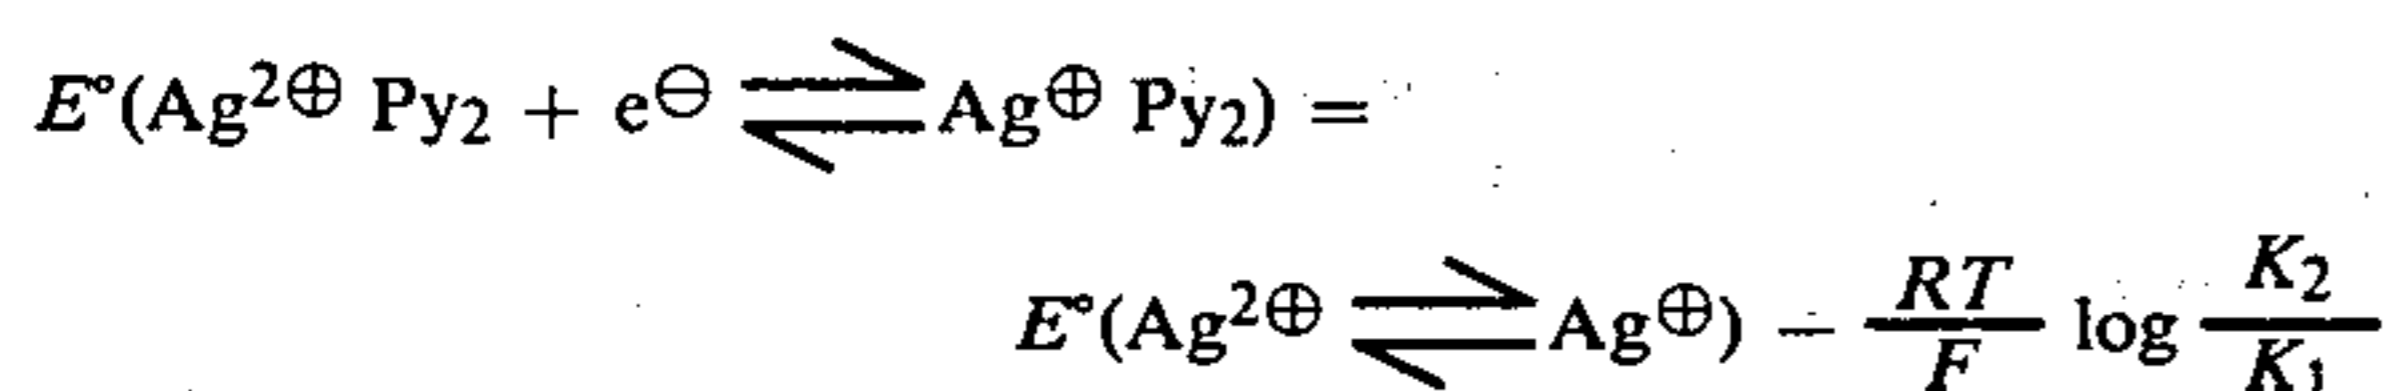 E°(Ag²⊕ Py₂ + e⊖ ⇌ Ag⊕ Py₂) =
E°(Ag²⊕ ⇌ Ag⊕) − RT/F log K₂/K₁